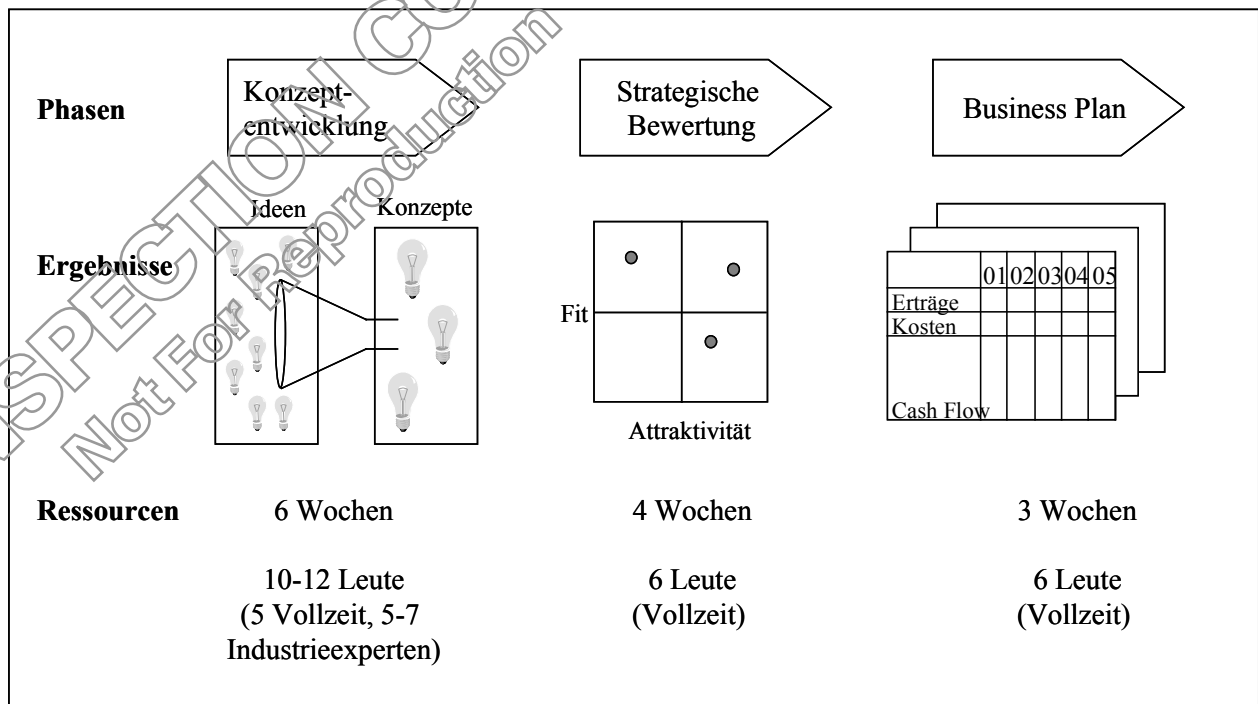 INSPECTION CO
Not For Reproduction
Phasen
Konzept-
entwicklung
Strategische
Bewertung
Business Plan
Ergebnisse
Ideen
Konzepte
Fit
Attraktivität
01 02 03 04 05
Erträge
Kosten
Cash Flow
Ressourcen
6 Wochen
4 Wochen
3 Wochen
10-12 Leute
(5 Vollzeit, 5-7
Industrieexperten)
6 Leute
(Vollzeit)
6 Leute
(Vollzeit)